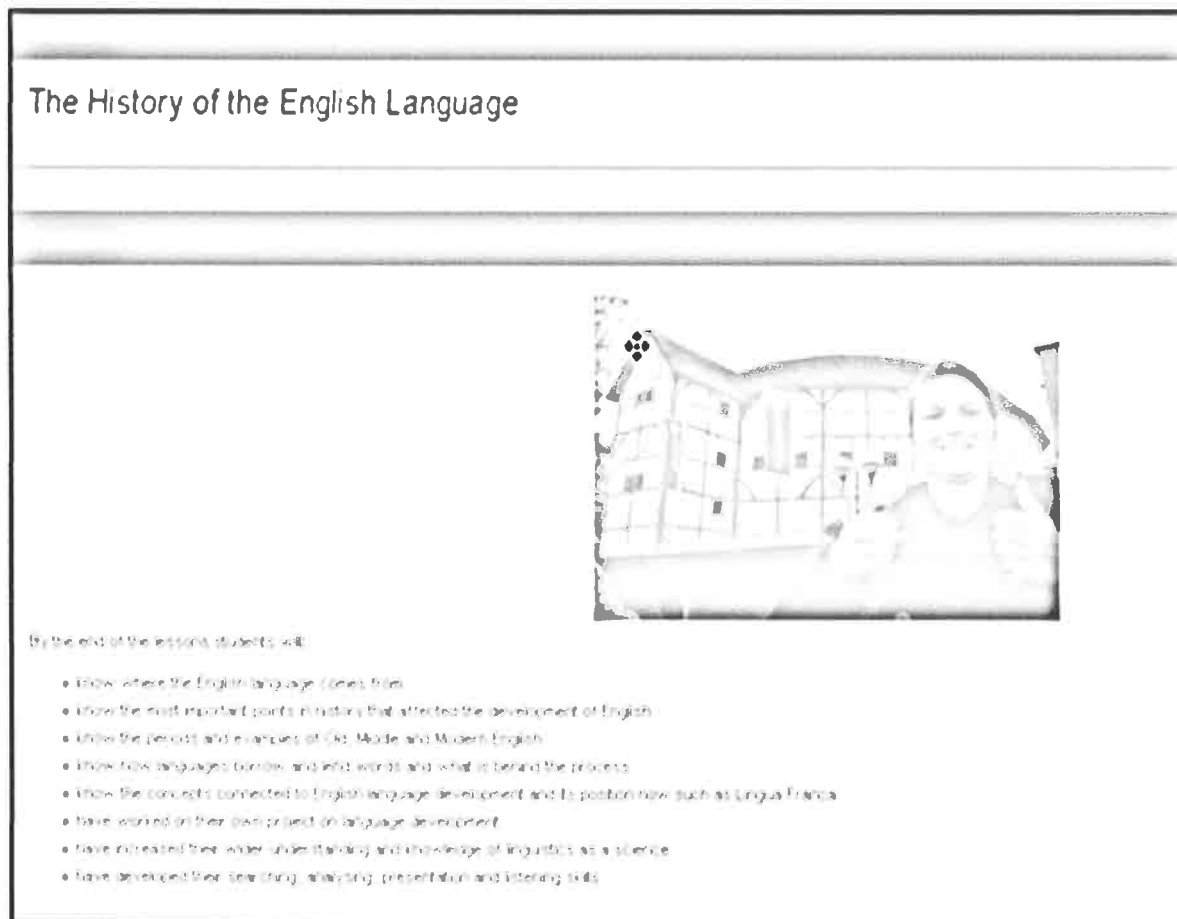 The History of the English Language
By the end of the lessons students will:
know where the English language comes from
know the most important points in history that affected the development of English
know the periods and examples of Old, Middle and Modern English
know how languages borrow and lend words and what is behind the process
know the concepts connected to English language development and its position now such as Lingua Franca
have worked on their own project on language development
have increased their wider understanding and knowledge of linguistics as a science
have developed their searching, analysing, presentation and listening skills